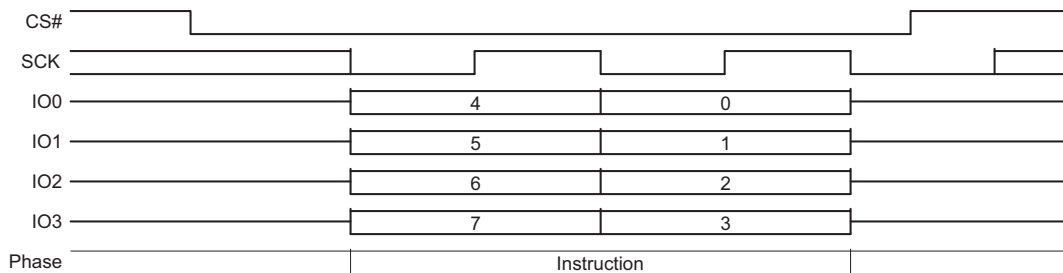 CS#
SCK
IO0 4 0
IO1 5 1
IO2 6 2
IO3 7 3
Phase Instruction